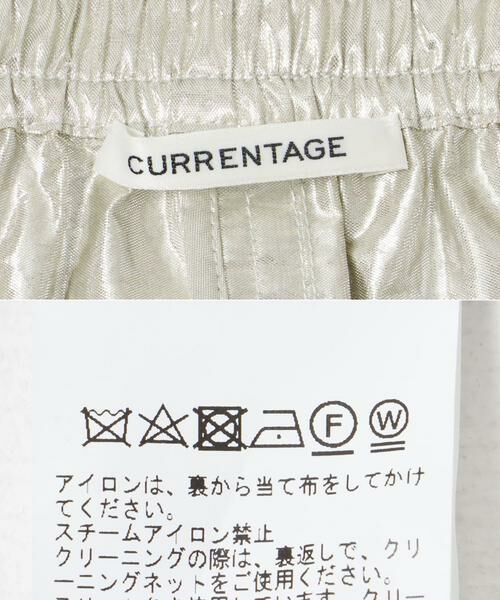 CURRENTAGE
F W
アイロンは、裏から当て布をしてかけ
てください。
スチームアイロン禁止
クリーニングの際は、裏返しで、クリ
ーニングネットをご使用ください。